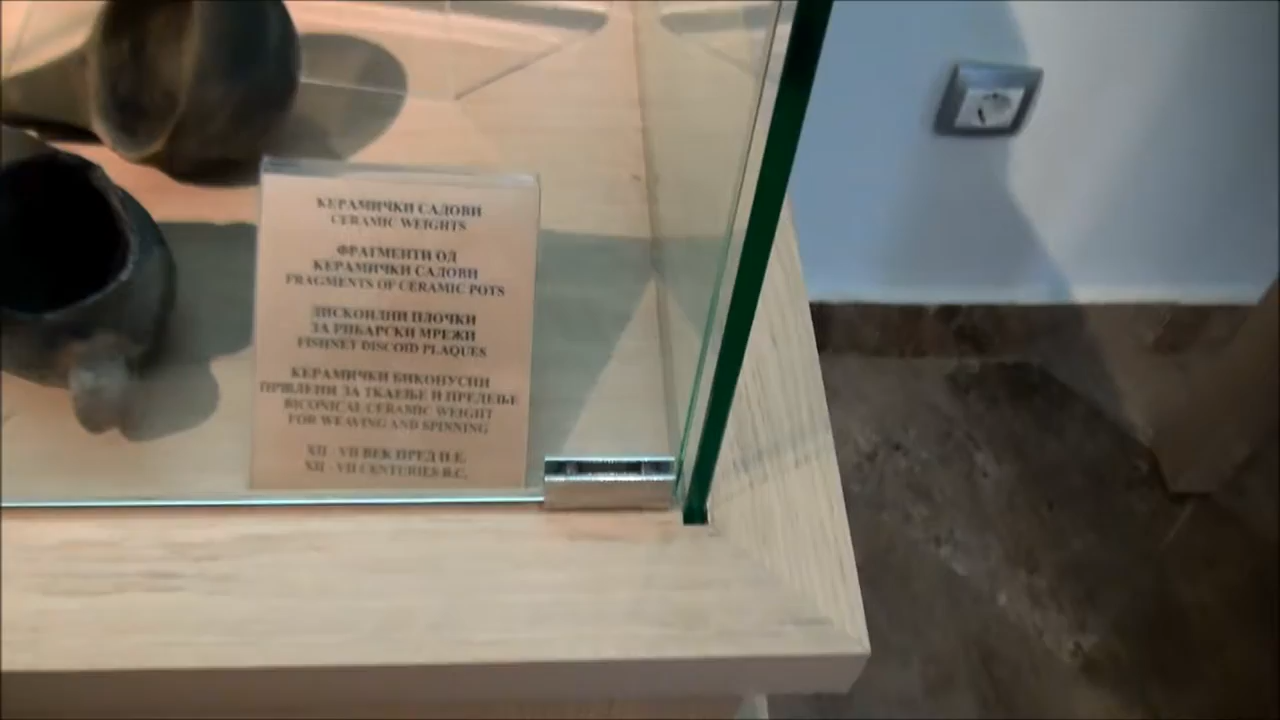 КЕРАМИЧКИ САДОВИ
CERAMIC WEIGHTS
ФРАГМЕНТИ ОД
КЕРАМИЧКИ САДОВИ
FRAGMENTS OF CERAMIC POTS
ДИСКОИДНИ ПЛОЧКИ
ЗА РИБАРСКИ МРЕЖИ
FISHNET DISCOID PLAQUES
КЕРАМИЧКИ БИКОНУСНИ
ПРШЛЕНИ ЗА ТКАЕЊЕ И ПРЕДЕЊЕ
BICONICAL CERAMIC WEIGHT
FOR WEAVING AND SPINNING
XII - VII ВЕК ПРЕД Н.Е.
XII - VII CENTURIES B.C.